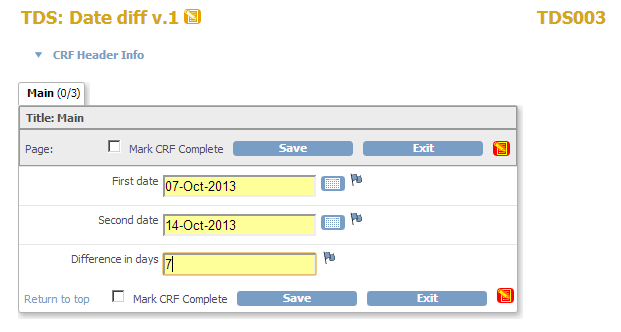 TDS: Date diff v.1 TDS003
CRF Header Info
Main (0/3)
Title: Main
Page: Mark CRF Complete Save Exit
First date 07-Oct-2013
Second date 14-Oct-2013
Difference in days 7
Return to top Mark CRF Complete Save Exit